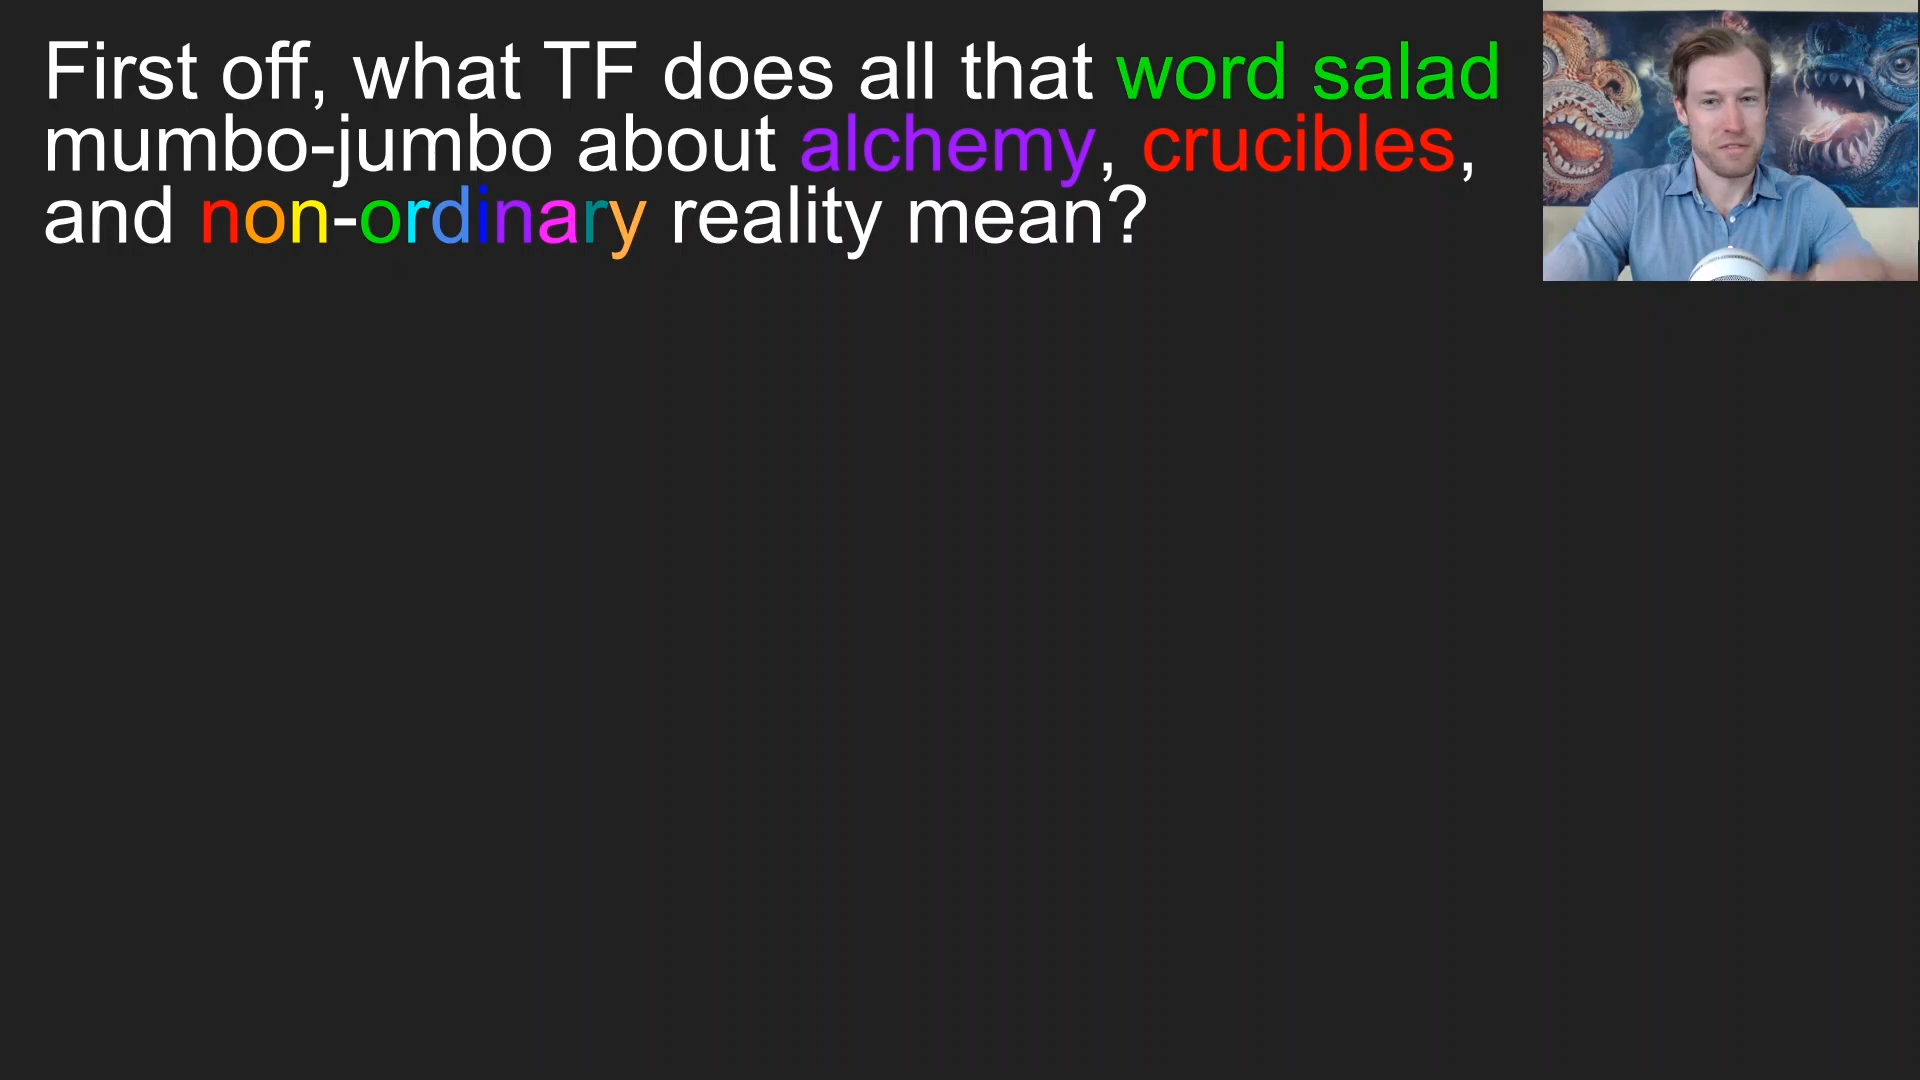 First off, what TF does all that word salad
mumbo-jumbo about alchemy, crucibles,
and non-ordinary reality mean?